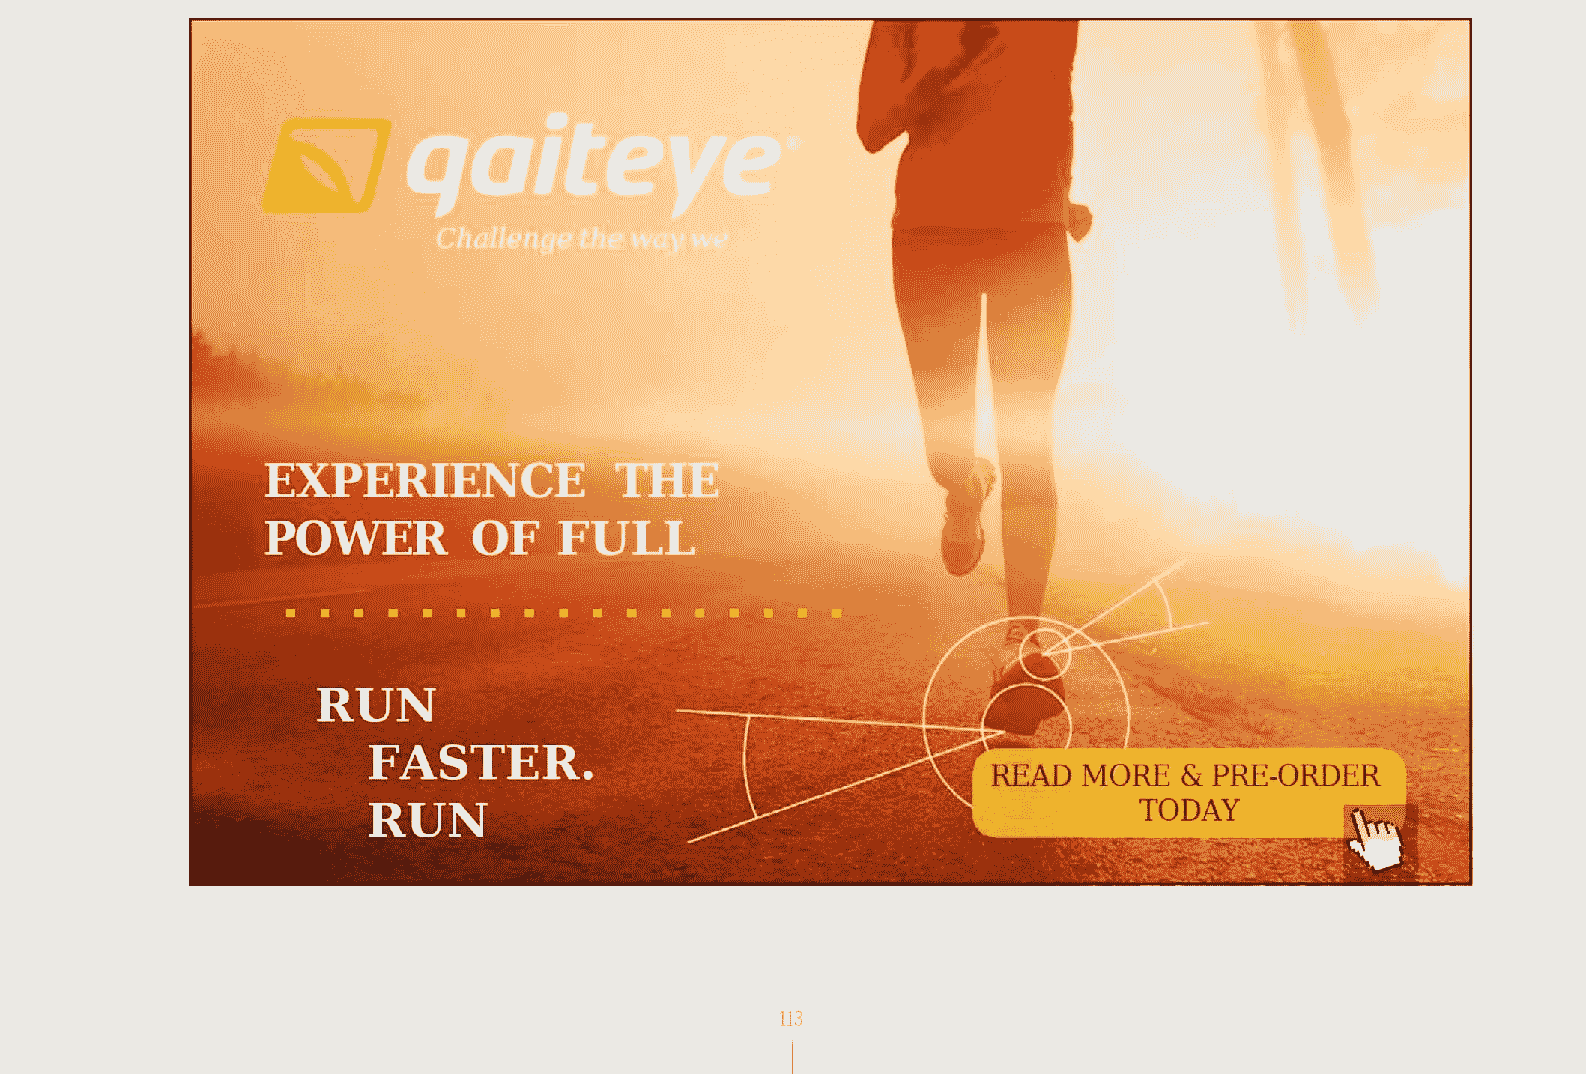 gaiteye®
Challenge the way we
EXPERIENCE THE
POWER OF FULL
RUN
FASTER.
RUN
READ MORE & PRE-ORDER
TODAY
113